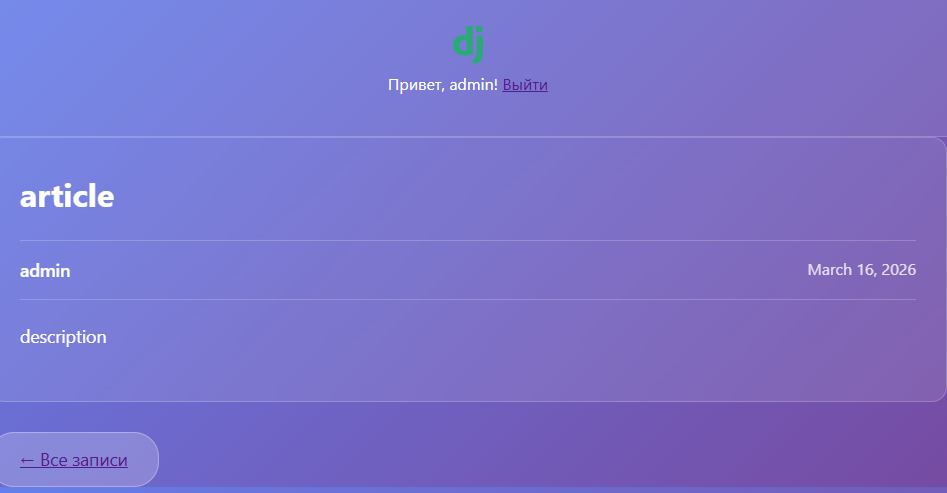 dj
Привет, admin! Выйти
article
admin March 16, 2026
description
← Все записи